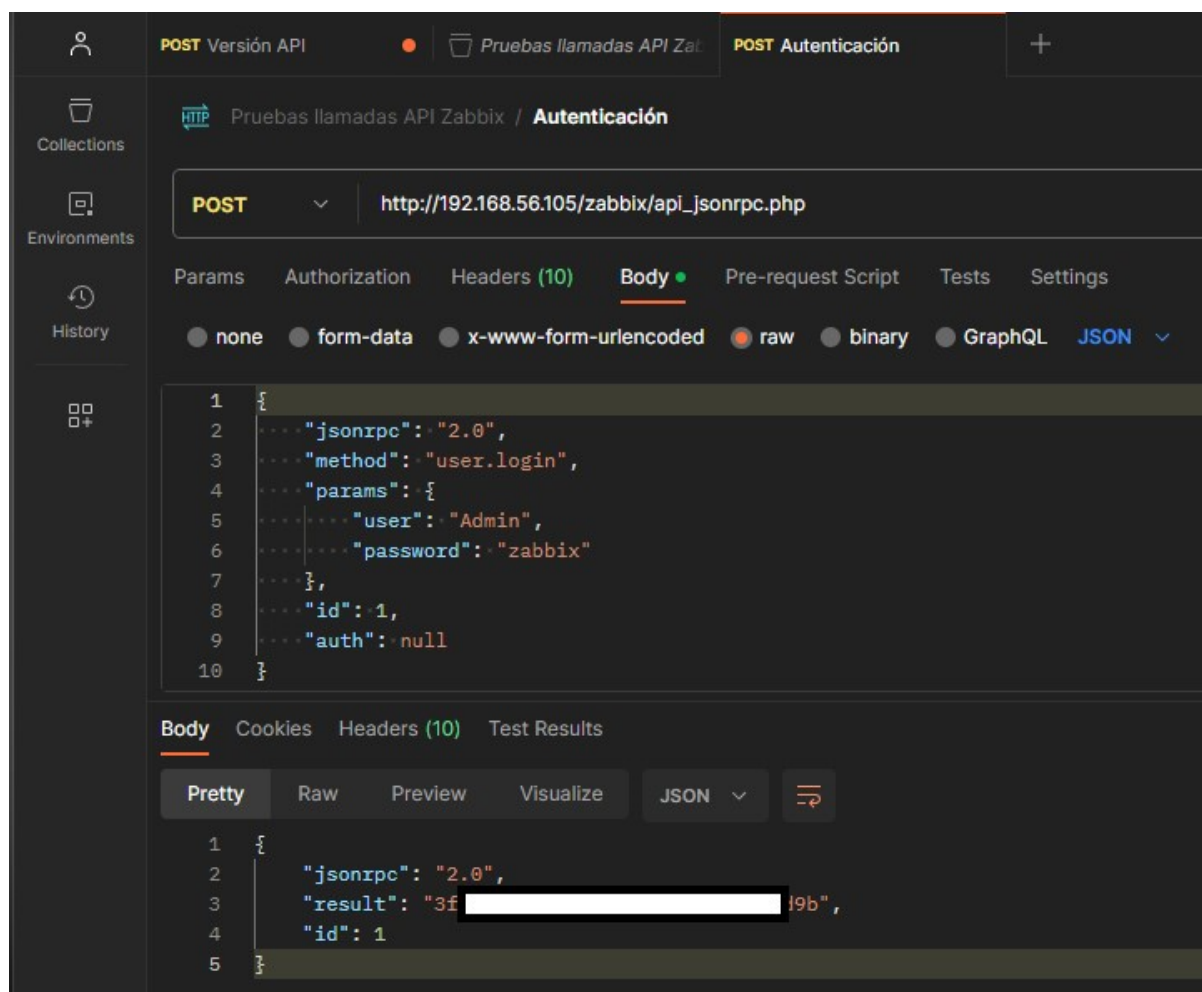 POST Versión API
Pruebas llamadas API Zab
POST Autenticación
HTTP Pruebas llamadas API Zabbix / Autenticación
Collections
POST http://192.168.56.105/zabbix/api_jsonrpc.php
Environments
Params Authorization Headers (10) Body Pre-request Script Tests Settings
History
none form-data x-www-form-urlencoded raw binary GraphQL JSON
1 {
2 "jsonrpc": "2.0",
3 "method": "user.login",
4 "params": {
5 "user": "Admin",
6 "password": "zabbix"
7 },
8 "id": 1,
9 "auth": null
10 }
Body Cookies Headers (10) Test Results
Pretty Raw Preview Visualize JSON
1 {
2 "jsonrpc": "2.0",
3 "result": "3f d9b",
4 "id": 1
5 }